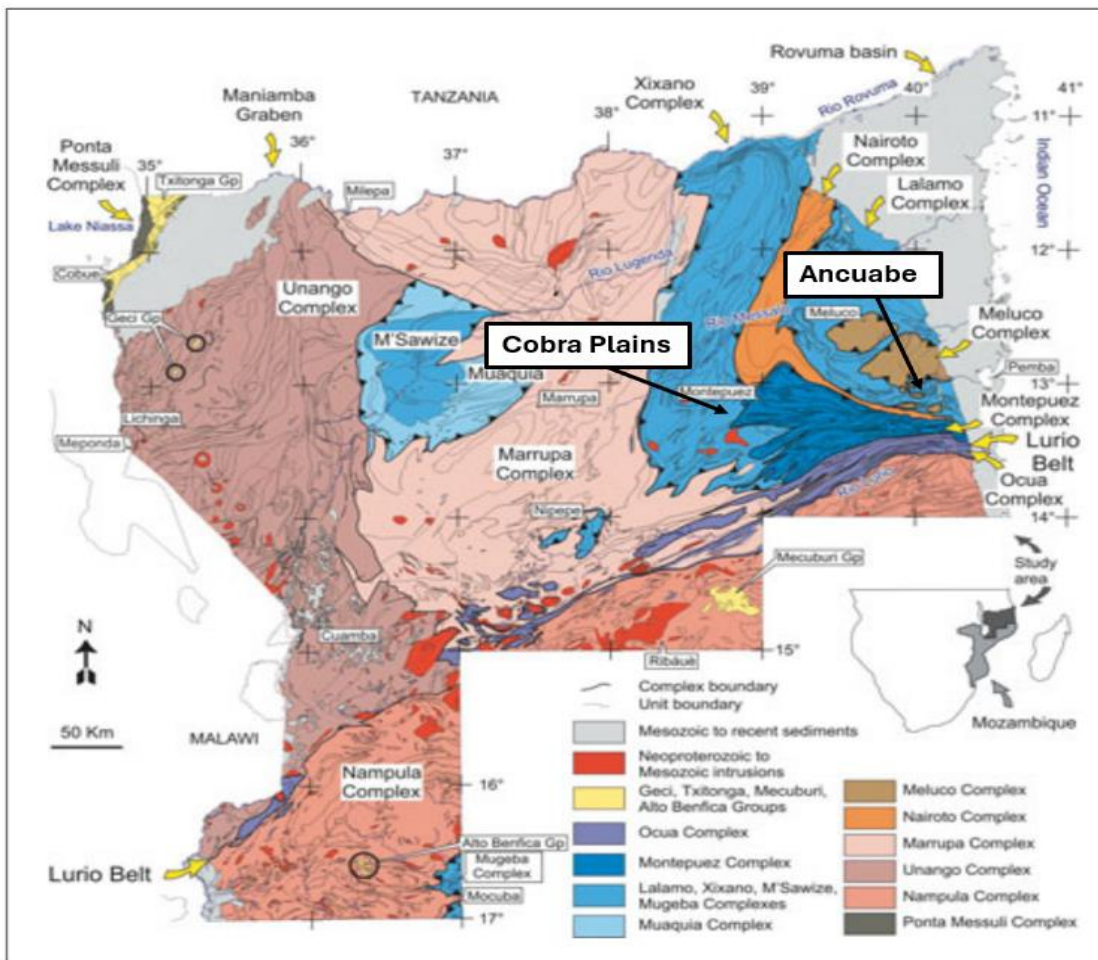 Rovuma basin
Xixano
Complex
39°
40°
41°
Rio Rovuma
11°
Maniamba
Graben
TANZANIA
38°
Ponta
Messuli
Complex
35°
36°
37°
Txitonga Gp
Milepa
Nairoto
Complex
Lalamo
Complex
Indian Ocean
Lake Niassa
Rio Lugenda
12°
Cobue
Unango
Complex
Ancuabe
Geci Gp
Rio Messalo
Meluco
Meluco
Complex
M'Sawize
Cobra Plains
Muaquia
Pemba
13°
Montepuez
Montepuez
Complex
Lichinga
Marrupa
Meponda
Marrupa
Complex
Lurio
Belt
Rio Lurio
Ocua
Complex
14°
Nipepe
Mecuburi Gp
Study
area
N
Cuamba
Ribáuè
15°
50 Km
MALAWI
Mozambique
Nampula
Complex
16°
Alto Benfica Gp
Mugeba
Complex
Lurio Belt
Mocuba
17°
Complex boundary
Unit boundary
Mesozoic to recent sediments
Neoproterozoic to
Mesozoic intrusions
Geci, Txitonga, Mecuburi,
Alto Benfica Groups
Ocua Complex
Montepuez Complex
Lalamo, Xixano, M'Sawize,
Mugeba Complexes
Muaquia Complex
Meluco Complex
Nairoto Complex
Marrupa Complex
Unango Complex
Nampula Complex
Ponta Messuli Complex